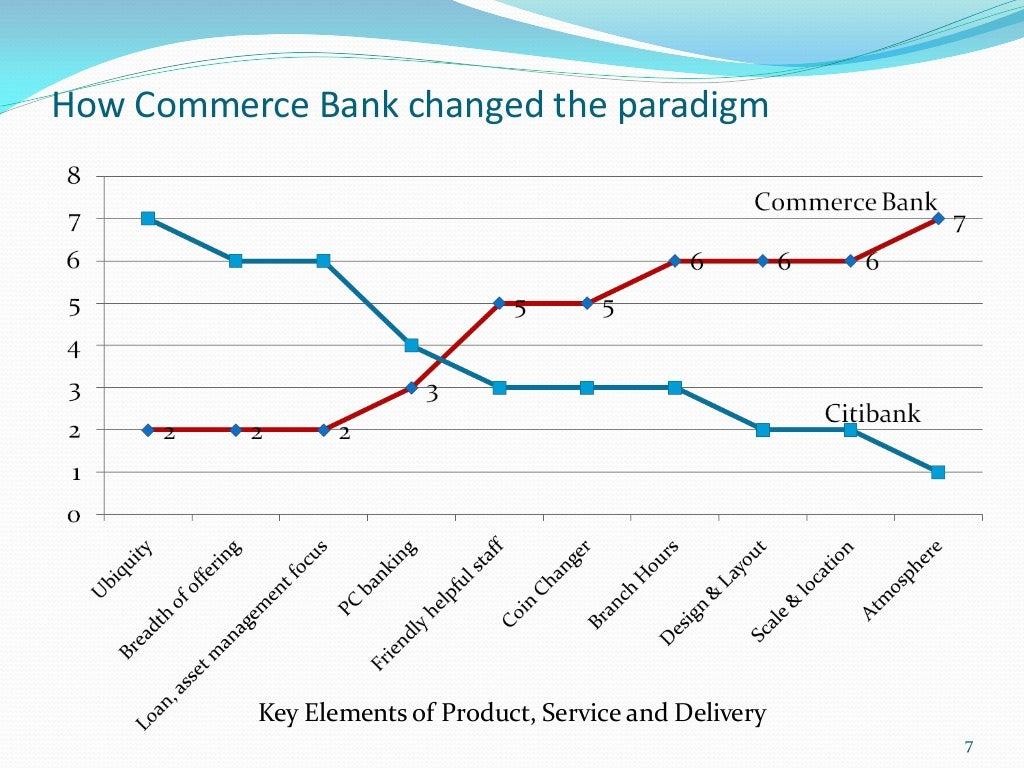 How Commerce Bank changed the paradigm
8
7
6
5
4
3
2
1
0
Commerce Bank
7
6
6
6
5
5
3
2
2
2
Citibank
Ubiquity
Breadth of offering
Loan, asset management focus
PC banking
Friendly helpful staff
Coin Changer
Branch Hours
Design & Layout
Scale & location
Atmosphere
Key Elements of Product, Service and Delivery
7